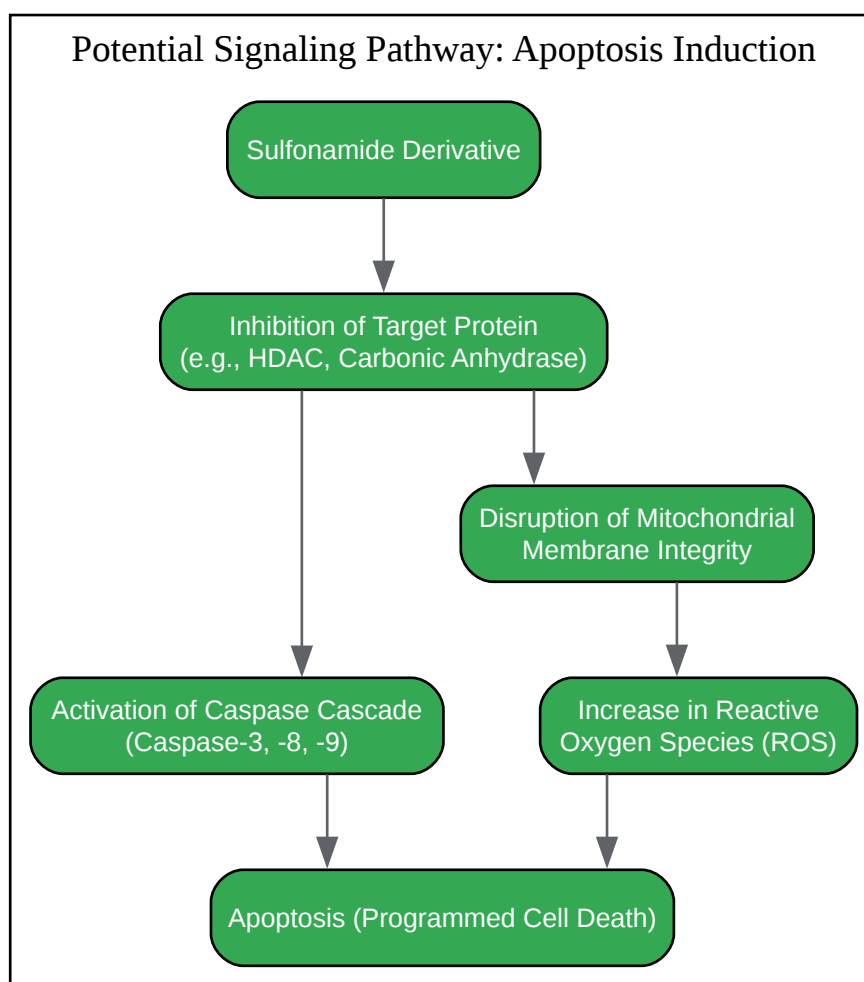 Potential Signaling Pathway: Apoptosis Induction
Sulfonamide Derivative
Inhibition of Target Protein
(e.g., HDAC, Carbonic Anhydrase)
Disruption of Mitochondrial
Membrane Integrity
Activation of Caspase Cascade
(Caspase-3, -8, -9)
Increase in Reactive
Oxygen Species (ROS)
Apoptosis (Programmed Cell Death)